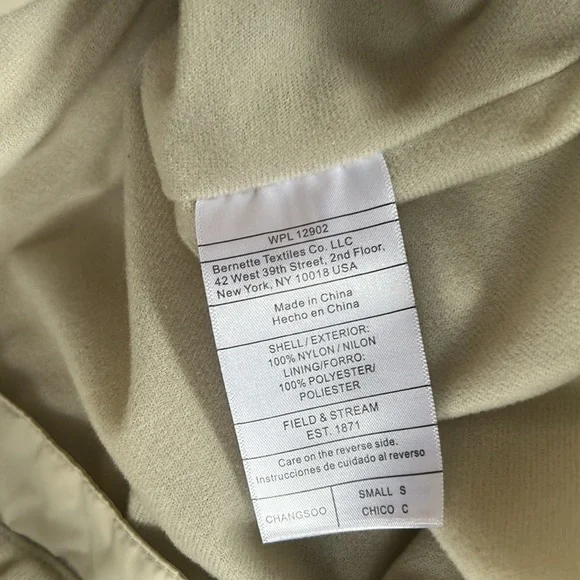 WPL 12902
Bernette Textiles Co. LLC
42 West 39th Street, 2nd Floor,
New York, NY 10018 USA
Made in China
Hecho en China
SHELL/EXTERIOR:
100% NYLON / NILON
LINING/FORRO:
100% POLYESTER/
POLIESTER
FIELD & STREAM
EST. 1871
Care on the reverse side.
Instrucciones de cuidado al reverso
CHANGSOO
SMALL S
CHICO C